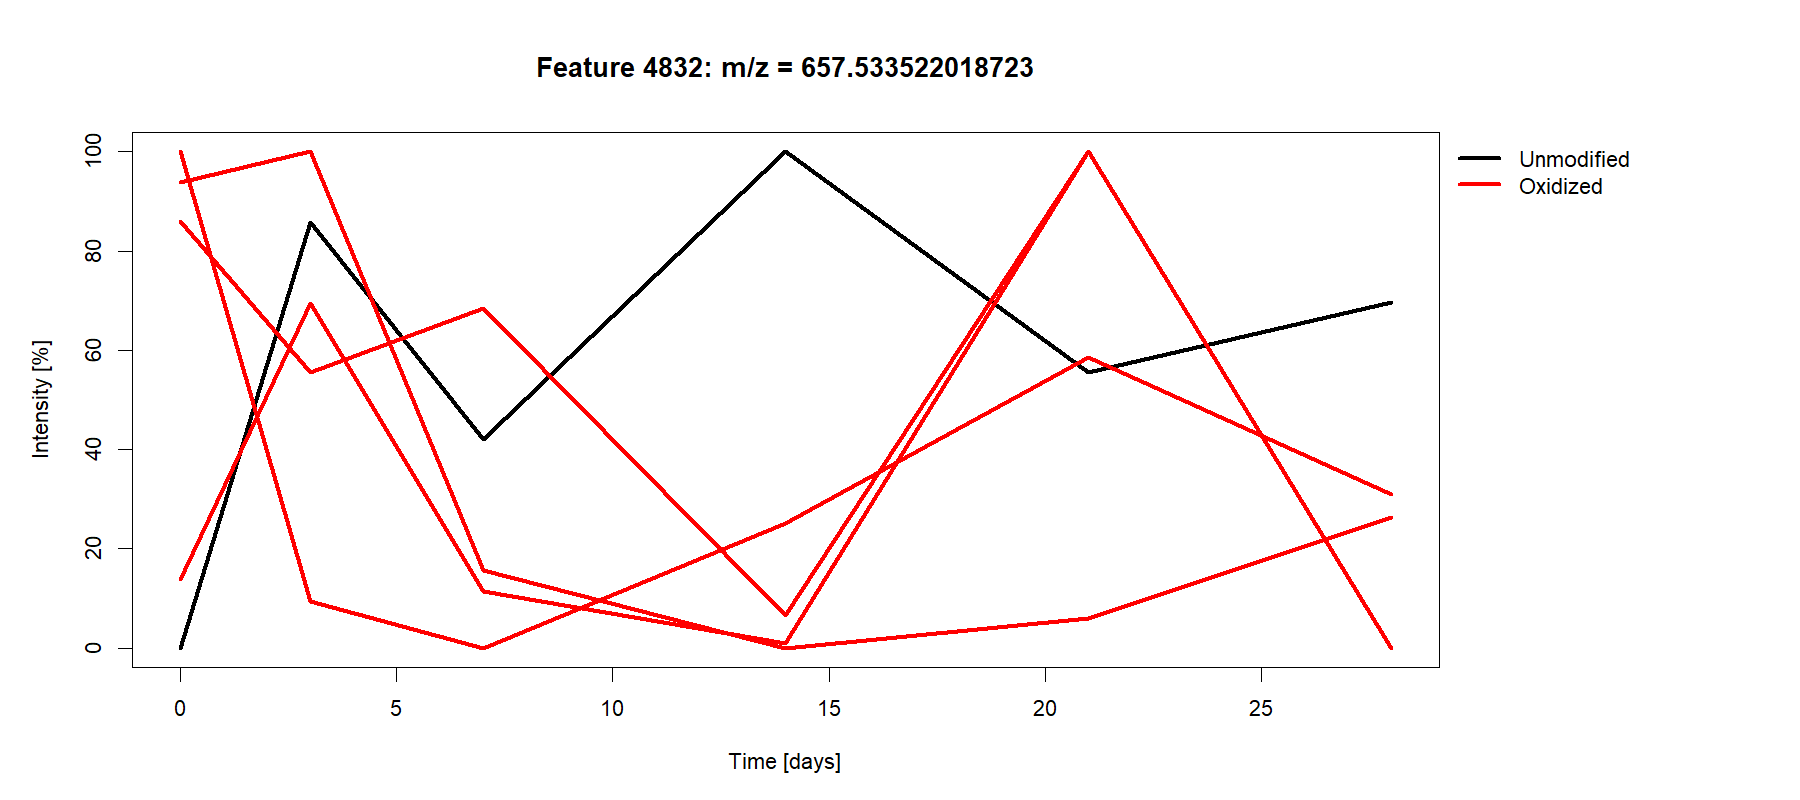 Feature 4832: m/z = 657.533522018723
Unmodified
Oxidized
Intensity [%]
100
80
60
40
20
0
0 5 10 15 20 25
Time [days]